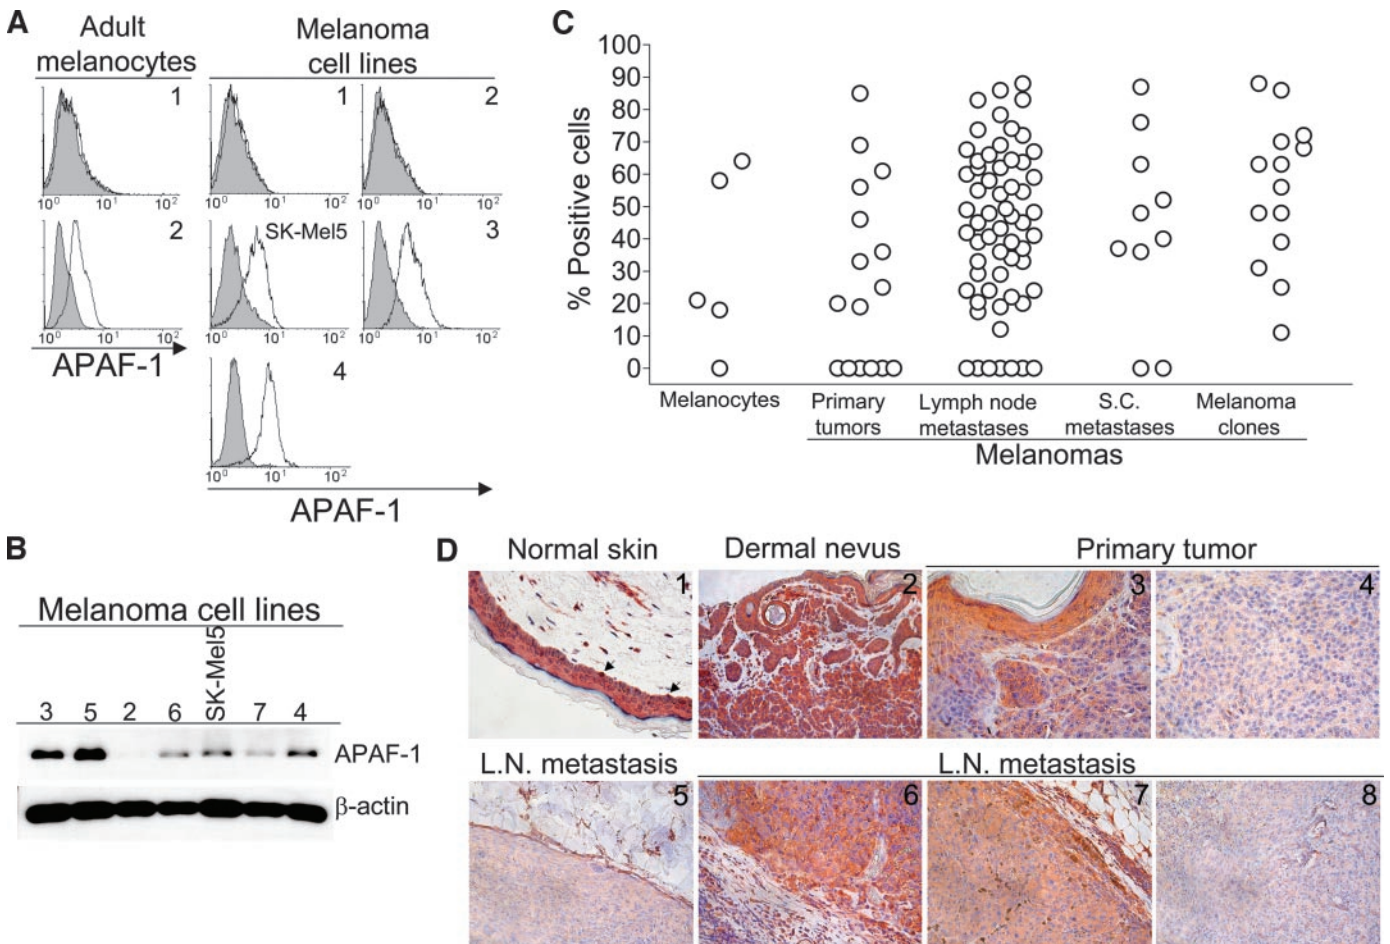 A
Adult
melanocytes
Melanoma
cell lines
1
1
2
10⁰ 10¹ 10²
10⁰ 10¹ 10²
10⁰ 10¹ 10²
2
SK-Mel5
3
10⁰ 10¹ 10²
10⁰ 10¹ 10²
10⁰ 10¹ 10²
APAF-1
4
10⁰ 10¹ 10²
APAF-1
B
Melanoma cell lines
3 5 2 6 SK-Mel5 7 4
APAF-1
β-actin
C
% Positive cells
100
90
80
70
60
50
40
30
20
10
0
Melanocytes
Primary
tumors
Lymph node
metastases
S.C.
metastases
Melanoma
clones
Melanomas
D
Normal skin
Dermal nevus
Primary tumor
1
2
3
4
L.N. metastasis
L.N. metastasis
5
6
7
8